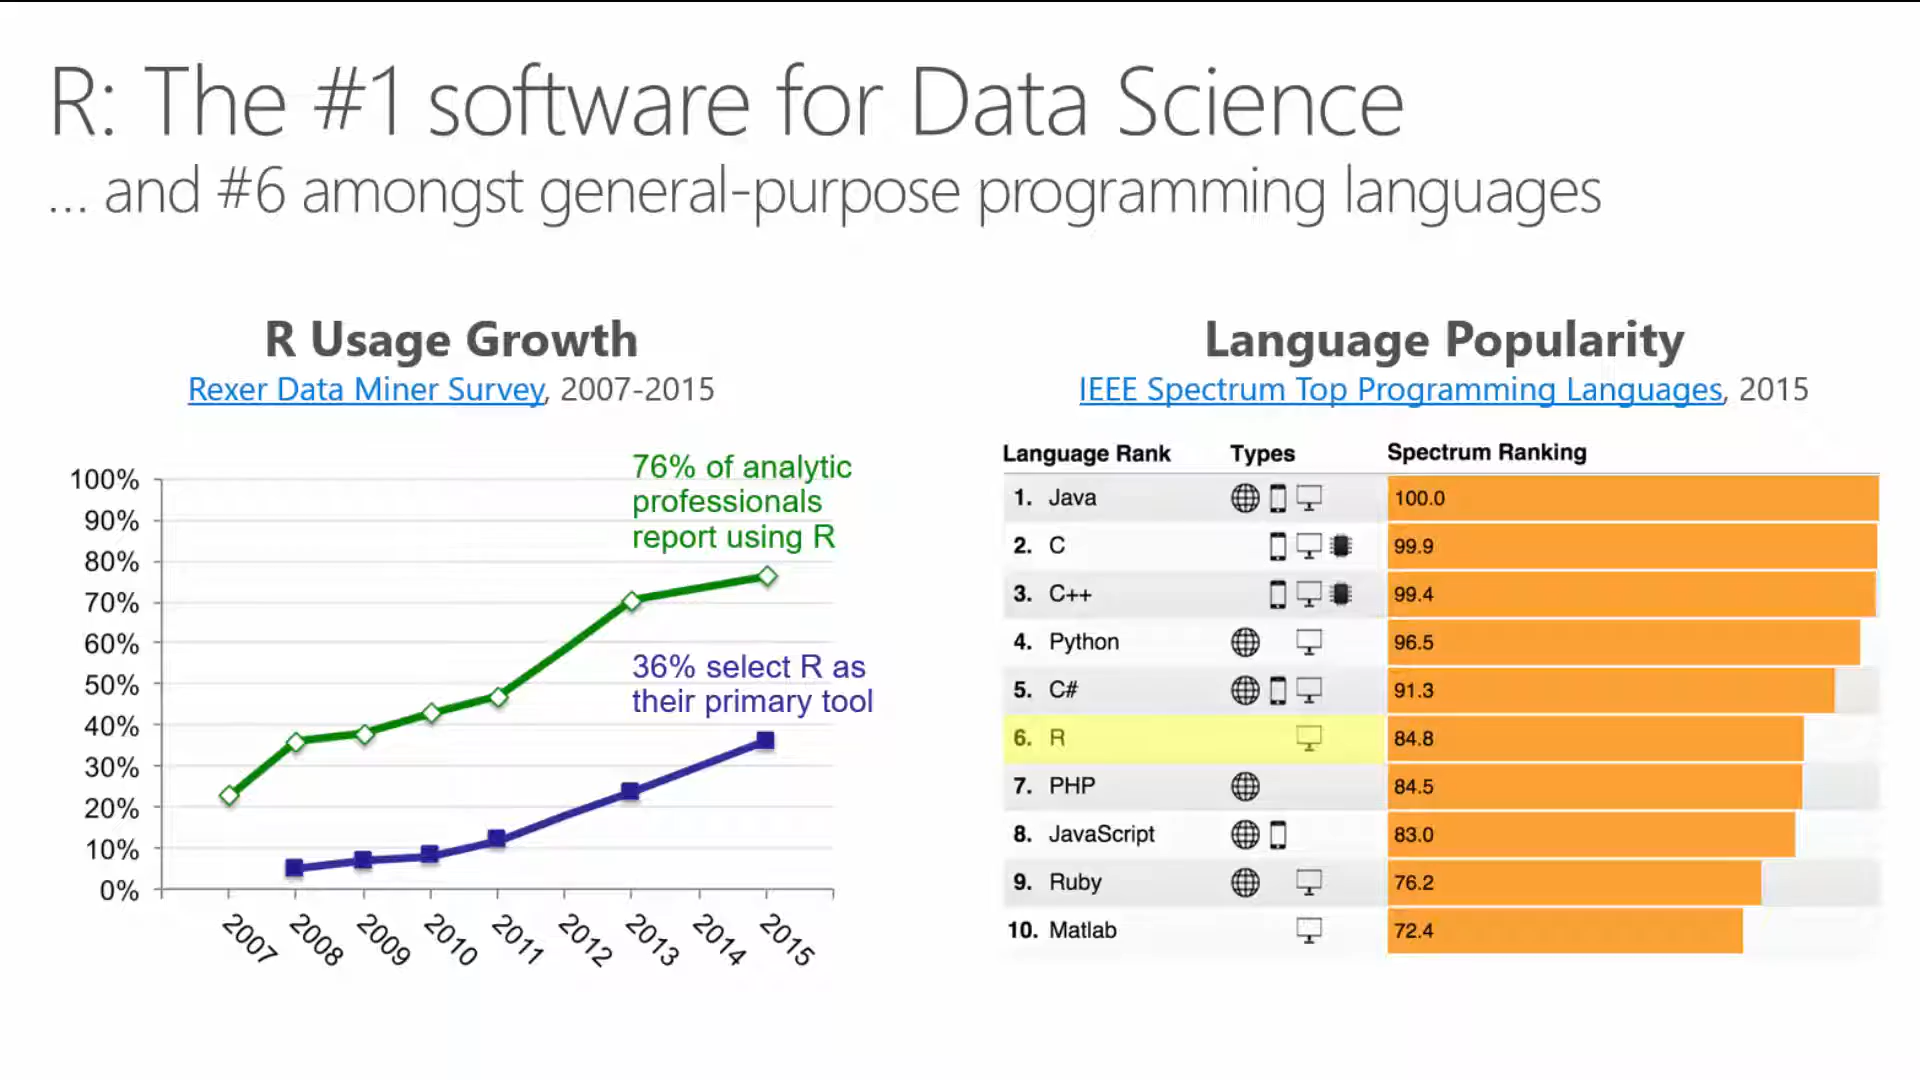 R: The #1 software for Data Science
... and #6 amongst general-purpose programming languages
R Usage Growth
Rexer Data Miner Survey, 2007-2015
100%
90%
80%
70%
60%
50%
40%
30%
20%
10%
0%
76% of analytic
professionals
report using R
36% select R as
their primary tool
2007
2008
2009
2010
2011
2012
2013
2014
2015
Language Popularity
IEEE Spectrum Top Programming Languages, 2015
Language Rank Types Spectrum Ranking
1. Java 100.0
2. C 99.9
3. C++ 99.4
4. Python 96.5
5. C# 91.3
6. R 84.8
7. PHP 84.5
8. JavaScript 83.0
9. Ruby 76.2
10. Matlab 72.4